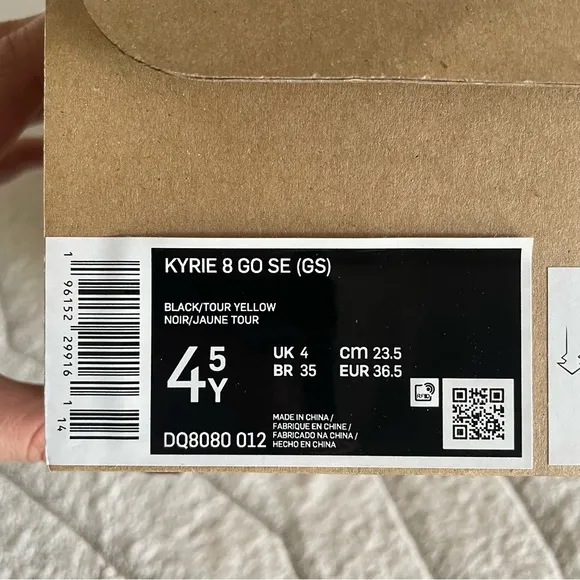 KYRIE 8 GO SE (GS)
BLACK/TOUR YELLOW
NOIR/JAUNE TOUR
4.5Y
UK 4 cm 23.5
BR 35 EUR 36.5
RFID
DQ8080 012
MADE IN CHINA /
FABRIQUE EN CHINE /
FABRICADO NA CHINA /
HECHO EN CHINA
1 96152 29916 14